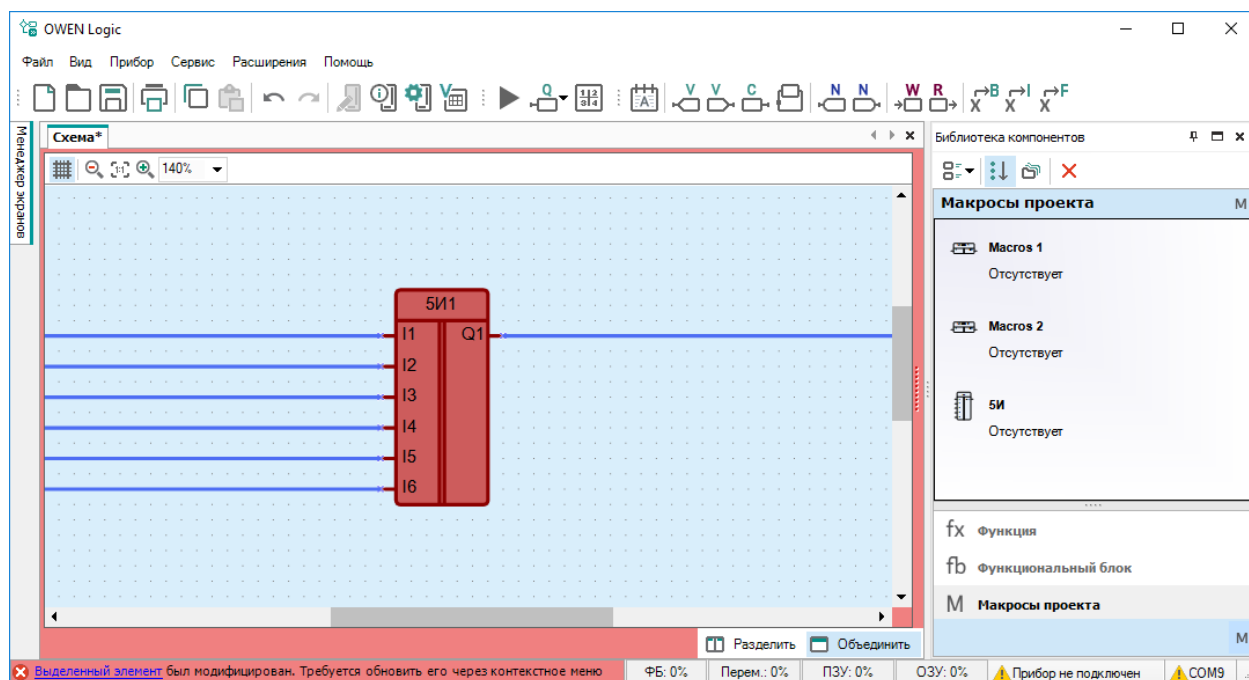 OWEN Logic
Файл Вид Прибор Сервис Расширения Помощь
Q V V C N N W R B I F
X X X
Менеджер экранов
Схема*
Библиотека компонентов
1:1 140%
Макросы проекта М
5И1
I1 Q1
I2
I3
I4
I5
I6
Macros 1
Отсутствует
Macros 2
Отсутствует
5И
Отсутствует
fx Функция
fb Функциональный блок
M Макросы проекта
М
Разделить Объединить
Выделенный элемент был модифицирован. Требуется обновить его через контекстное меню ФБ: 0% Перем.: 0% ПЗУ: 0% ОЗУ: 0% Прибор не подключен COM9